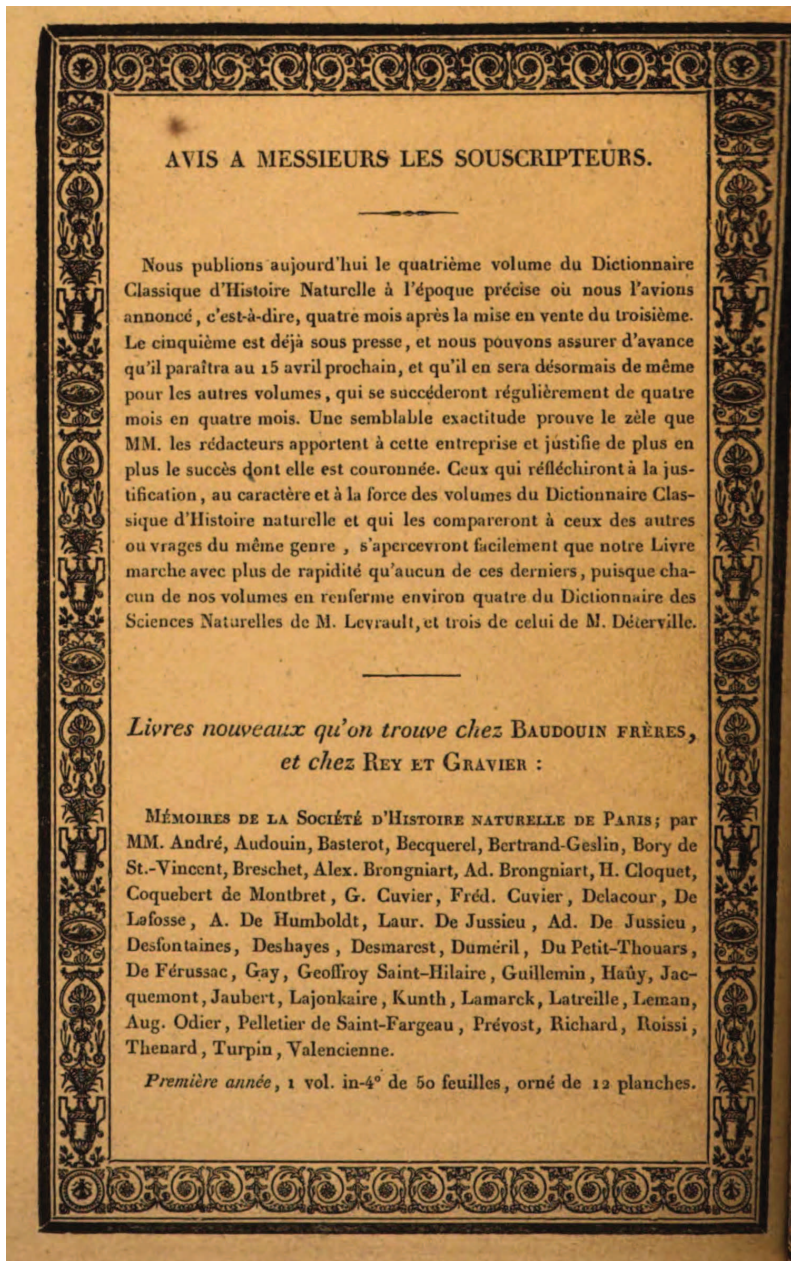 AVIS A MESSIEURS LES SOUSCRIPTEURS.
Nous publions aujourd'hui le quatrième volume du Dictionnaire
Classique d'Histoire Naturelle à l'époque précise où nous l'avions
annoncé, c'est-à-dire, quatre mois après la mise en vente du troisième.
Le cinquième est déjà sous presse, et nous pouvons assurer d'avance
qu'il paraîtra au 15 avril prochain, et qu'il en sera désormais de même
pour les autres volumes, qui se succéderont régulièrement de quatre
mois en quatre mois. Une semblable exactitude prouve le zèle que
MM. les rédacteurs apportent à cette entreprise et justifie de plus en
plus le succès dont elle est couronnée. Ceux qui réfléchiront à la jus-
tification, au caractère et à la force des volumes du Dictionnaire Clas-
sique d'Histoire naturelle et qui les compareront à ceux des autres
ouvrages du même genre, s'apercevront facilement que notre Livre
marche avec plus de rapidité qu'aucun de ces derniers, puisque cha-
cun de nos volumes en renferme environ quatre du Dictionnaire des
Sciences Naturelles de M. Levrault, et trois de celui de M. Déterville.
Livres nouveaux qu'on trouve chez BAUDOUIN FRÈRES,
et chez REY ET GRAVIER :
MÉMOIRES DE LA SOCIÉTÉ D'HISTOIRE NATURELLE DE PARIS; par
MM. André, Audouin, Basterot, Becquerel, Bertrand-Geslin, Bory de
St.-Vincent, Breschet, Alex. Brongniart, Ad. Brongniart, H. Cloquet,
Coquebert de Montbret, G. Cuvier, Fréd. Cuvier, Delacour, De
Lafosse, A. De Humboldt, Laur. De Jussieu, Ad. De Jussieu,
Desfontaines, Deshayes, Desmarest, Duméril, Du Petit-Thouars,
De Férussac, Gay, Geoffroy Saint-Hilaire, Guillemin, Haûy, Jac-
quemont, Jaubert, Lajonkaire, Kunth, Lamarck, Latreille, Leman,
Aug. Odier, Pelletier de Saint-Fargeau, Prévost, Richard, Roissi,
Thenard, Turpin, Valencienne.
Première année, 1 vol. in-4° de 50 feuilles, orné de 12 planches.